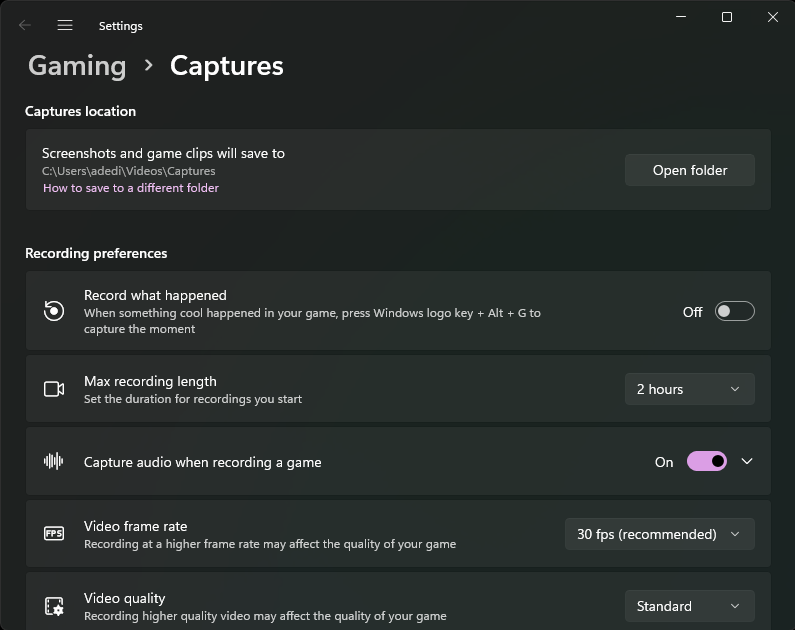 Settings
Gaming > Captures
Captures location
Screenshots and game clips will save to
C:\Users\adedi\Videos\Captures
How to save to a different folder
Open folder
Recording preferences
Record what happened
When something cool happened in your game, press Windows logo key + Alt + G to
capture the moment
Off
Max recording length
Set the duration for recordings you start
2 hours
Capture audio when recording a game
On
FPS
Video frame rate
Recording at a higher frame rate may affect the quality of your game
30 fps (recommended)
Video quality
Recording higher quality video may affect the quality of your game
Standard